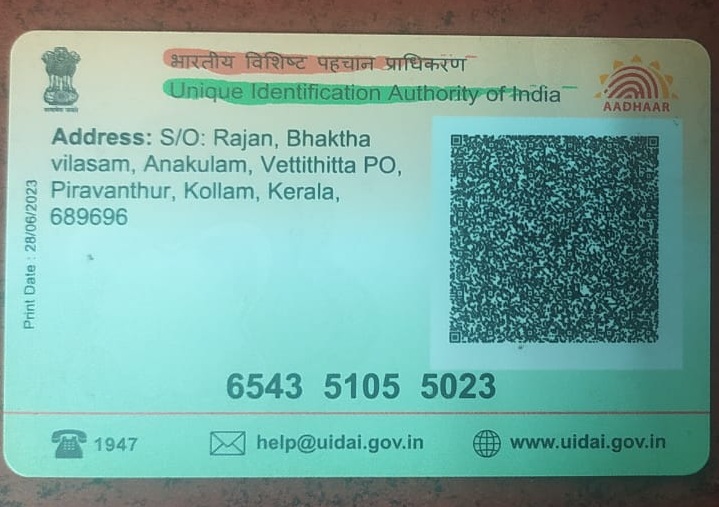 भारतीय विशिष्ट पहचान प्राधिकरण
Unique Identification Authority of India
AADHAAR
Address: S/O: Rajan, Bhaktha
vilasam, Anakulam, Vettithitta PO,
Piravanthur, Kollam, Kerala,
689696
Print Date : 28/06/2023
6543 5105 5023
1947
help@uidai.gov.in
www.uidai.gov.in